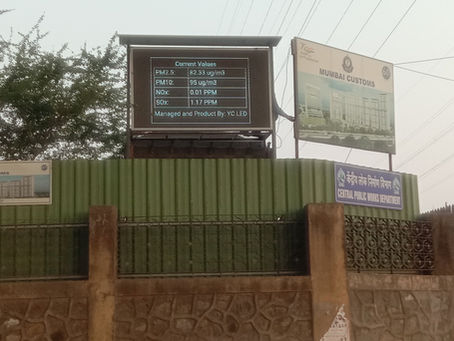 Current Values
PM2.5: 82.33 ug/m3
PM10: 95 ug/m3
NOx: 0.01 PPM
SOx: 1.17 PPM
Managed and Product By: YC LED
MUMBAI CUSTOMS
केंद्रीय लोक निर्माण विभाग
CENTRAL PUBLIC WORKS DEPARTMENT